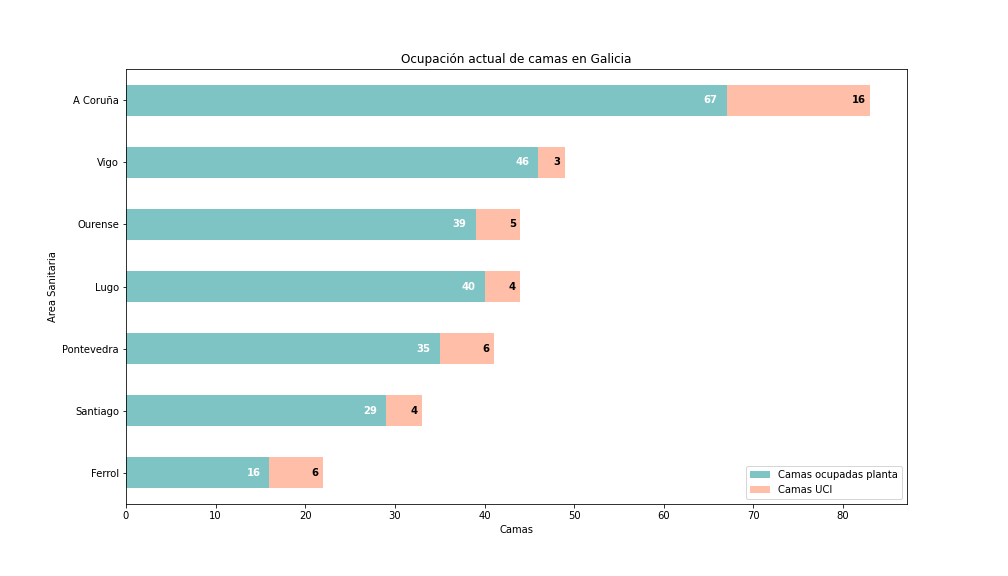 Ocupación actual de camas en Galicia
A Coruña 67 16
Vigo 46 3
Ourense 39 5
Lugo 40 4
Pontevedra 35 6
Santiago 29 4
Ferrol 16 6
Area Sanitaria
Camas ocupadas planta
Camas UCI
0 10 20 30 40 50 60 70 80
Camas